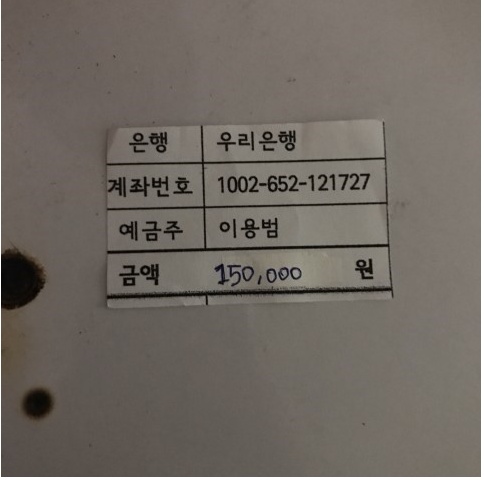 은행 우리은행
계좌번호 1002-652-121727
예금주 이용범
금액 150,000 원